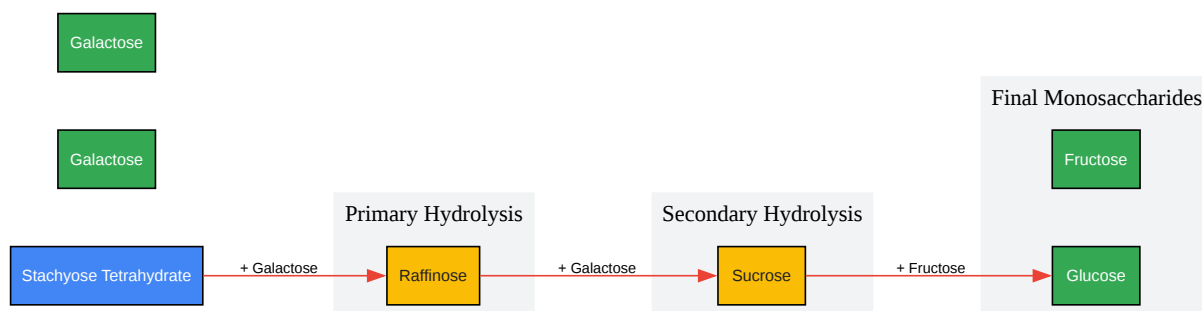 Galactose
Final Monosaccharides
Galactose
Fructose
Primary Hydrolysis
Secondary Hydrolysis
Stachyose Tetrahydrate
+ Galactose
Raffinose
+ Galactose
Sucrose
+ Fructose
Glucose